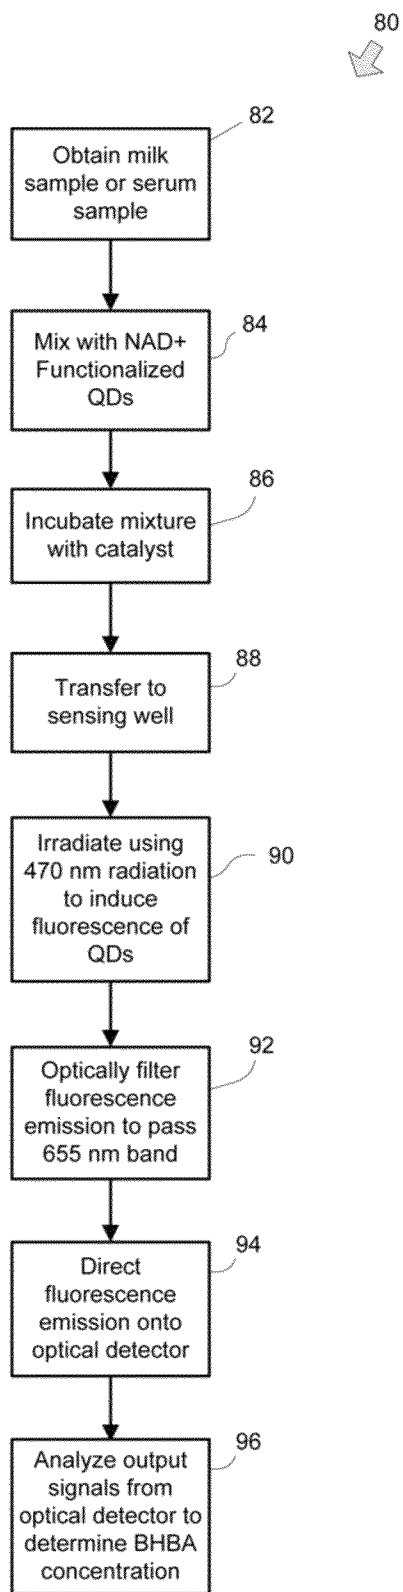 80
82
Obtain milk
sample or serum
sample
84
Mix with NAD+
Functionalized
QDs
86
Incubate mixture
with catalyst
88
Transfer to
sensing well
90
Irradiate using
470 nm radiation
to induce
fluorescence of
QDs
92
Optically filter
fluorescence
emission to pass
655 nm band
94
Direct
fluorescence
emission onto
optical detector
96
Analyze output
signals from
optical detector to
determine BHBA
concentration